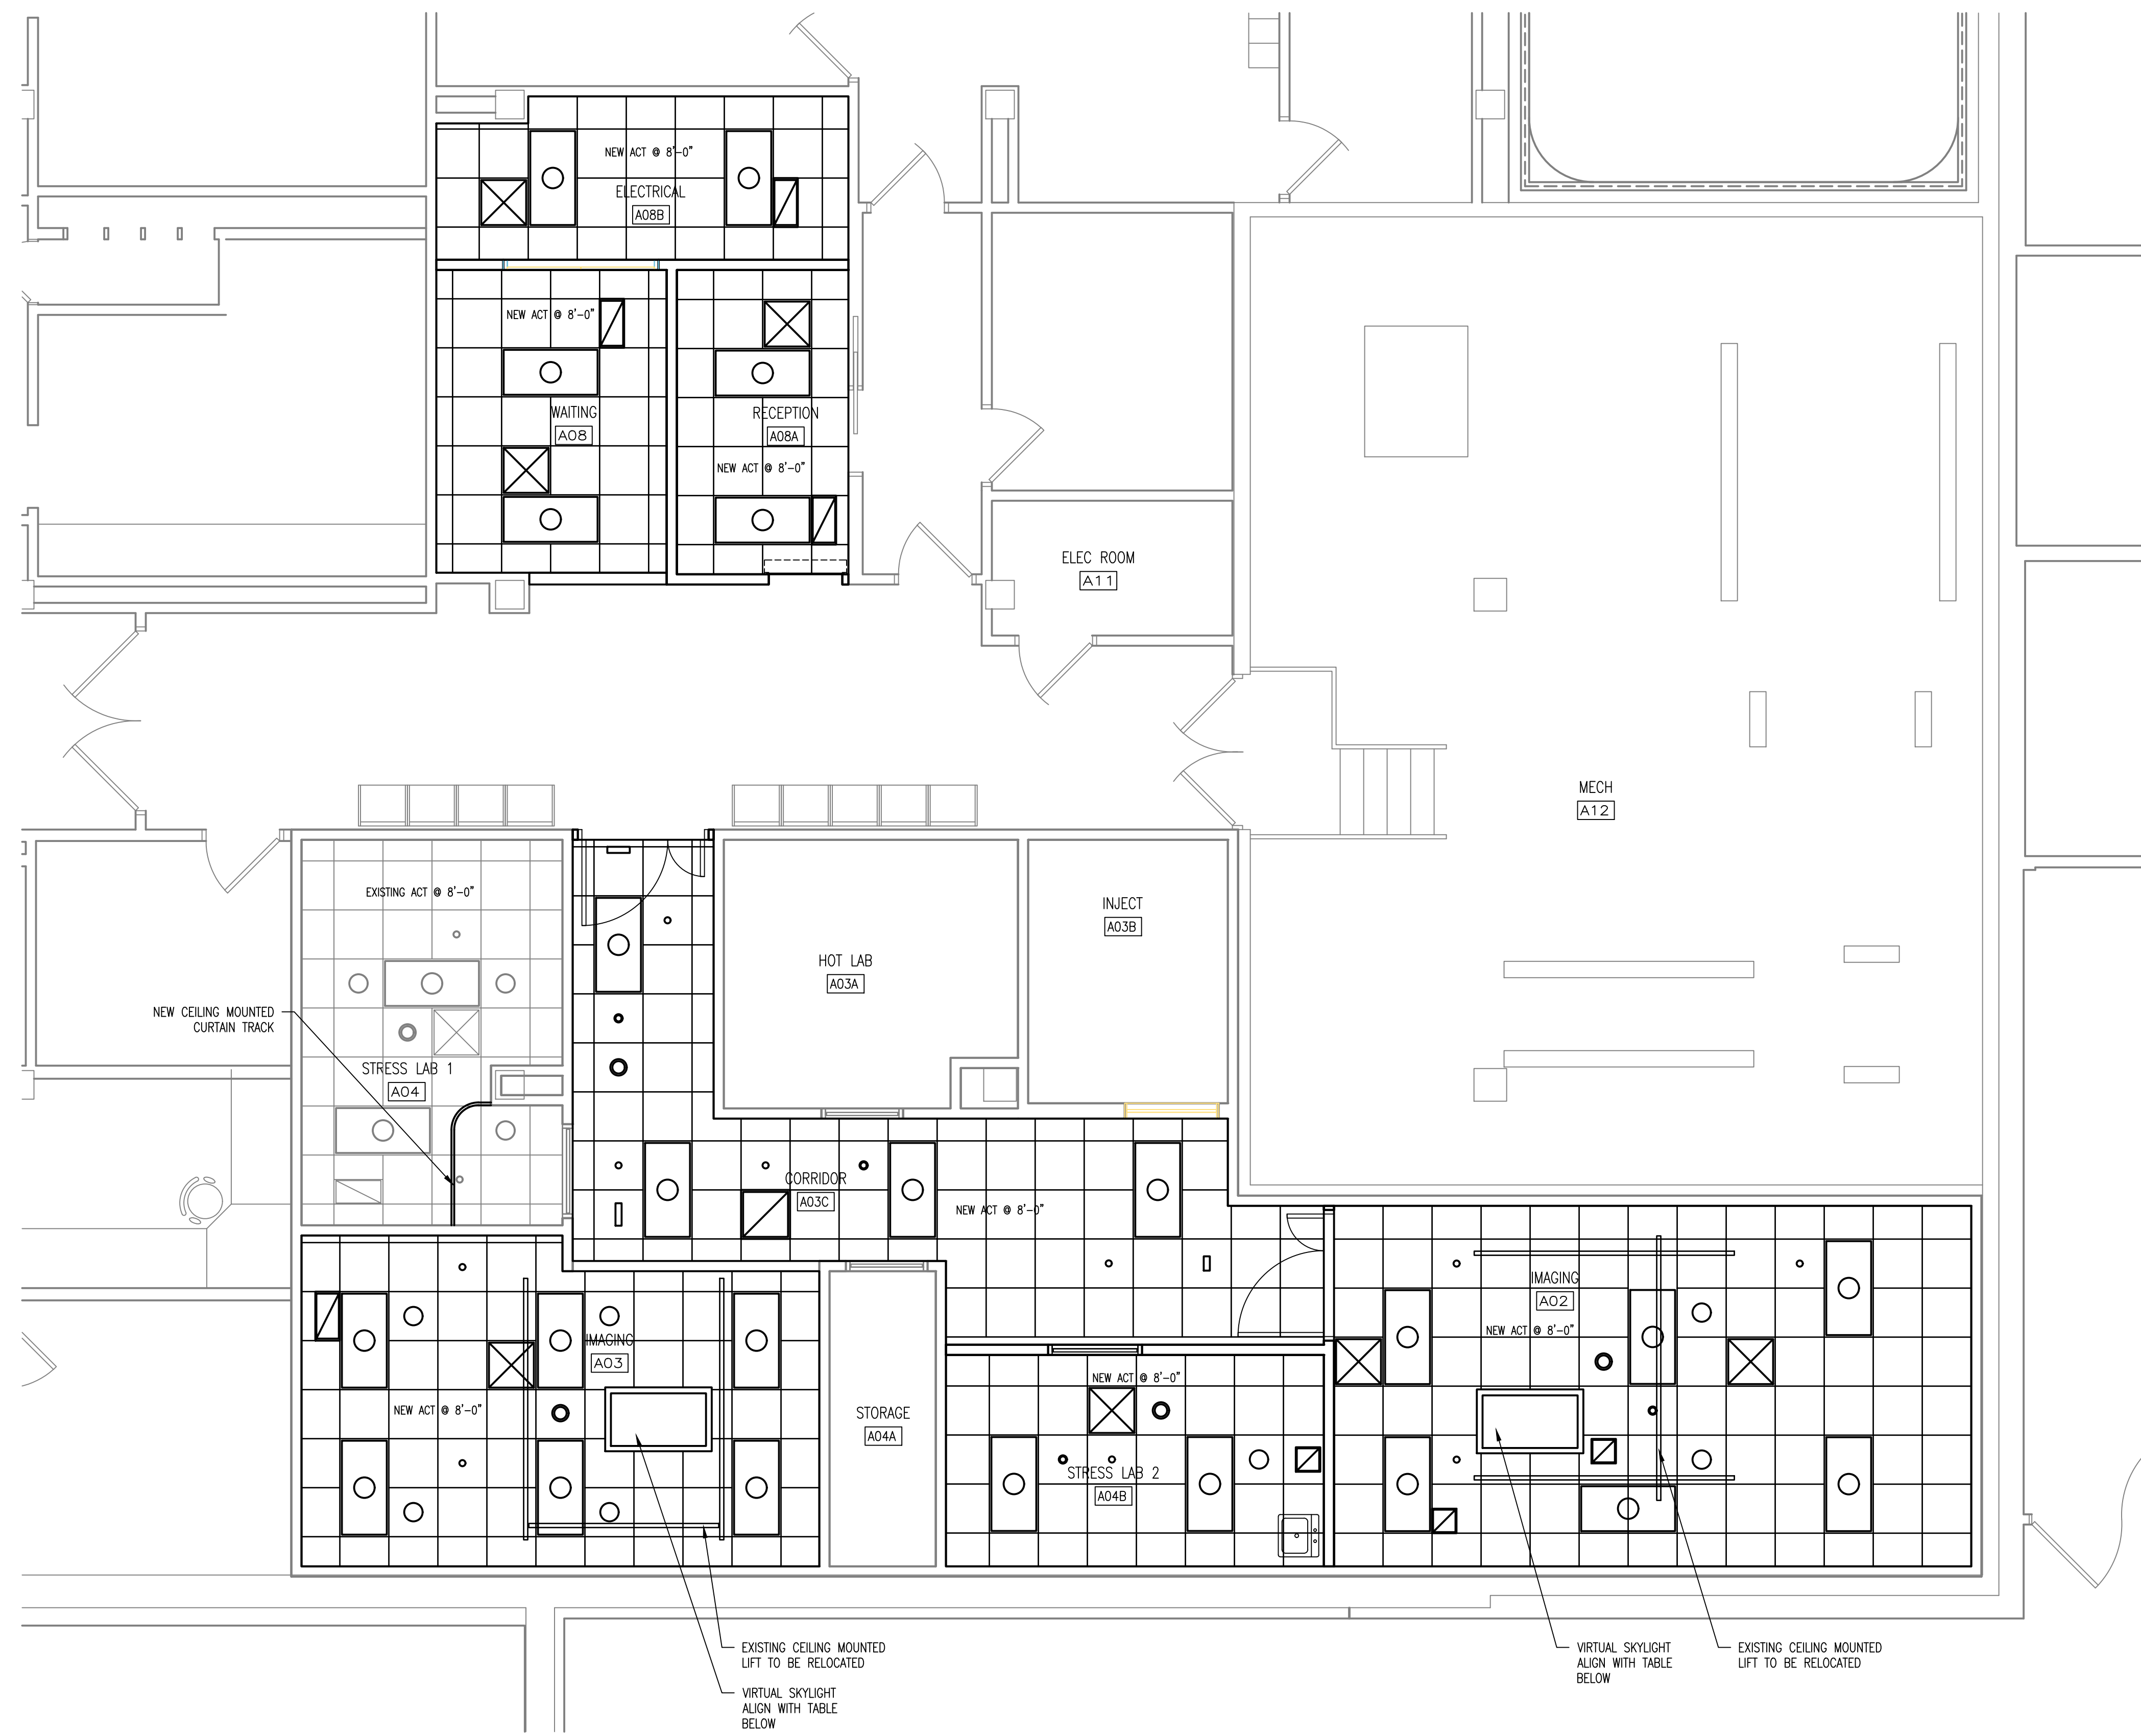 NEW ACT @ 8'-0"
ELECTRICAL
A08B
NEW ACT @ 8'-0"
WAITING
A08
RECEPTION
A08A
NEW ACT @ 8'-0"
ELEC ROOM
A11
MECH
A12
EXISTING ACT @ 8'-0"
INJECT
A03B
HOT LAB
A03A
NEW CEILING MOUNTED
CURTAIN TRACK
STRESS LAB 1
A04
CORRIDOR
A03C
NEW ACT @ 8'-0"
IMAGING
A02
NEW ACT @ 8'-0"
IMAGING
A03
NEW ACT @ 8'-0"
STORAGE
A04A
NEW ACT @ 8'-0"
STRESS LAB 2
A04B
EXISTING CEILING MOUNTED
LIFT TO BE RELOCATED
VIRTUAL SKYLIGHT
ALIGN WITH TABLE
BELOW
VIRTUAL SKYLIGHT
ALIGN WITH TABLE
BELOW
EXISTING CEILING MOUNTED
LIFT TO BE RELOCATED